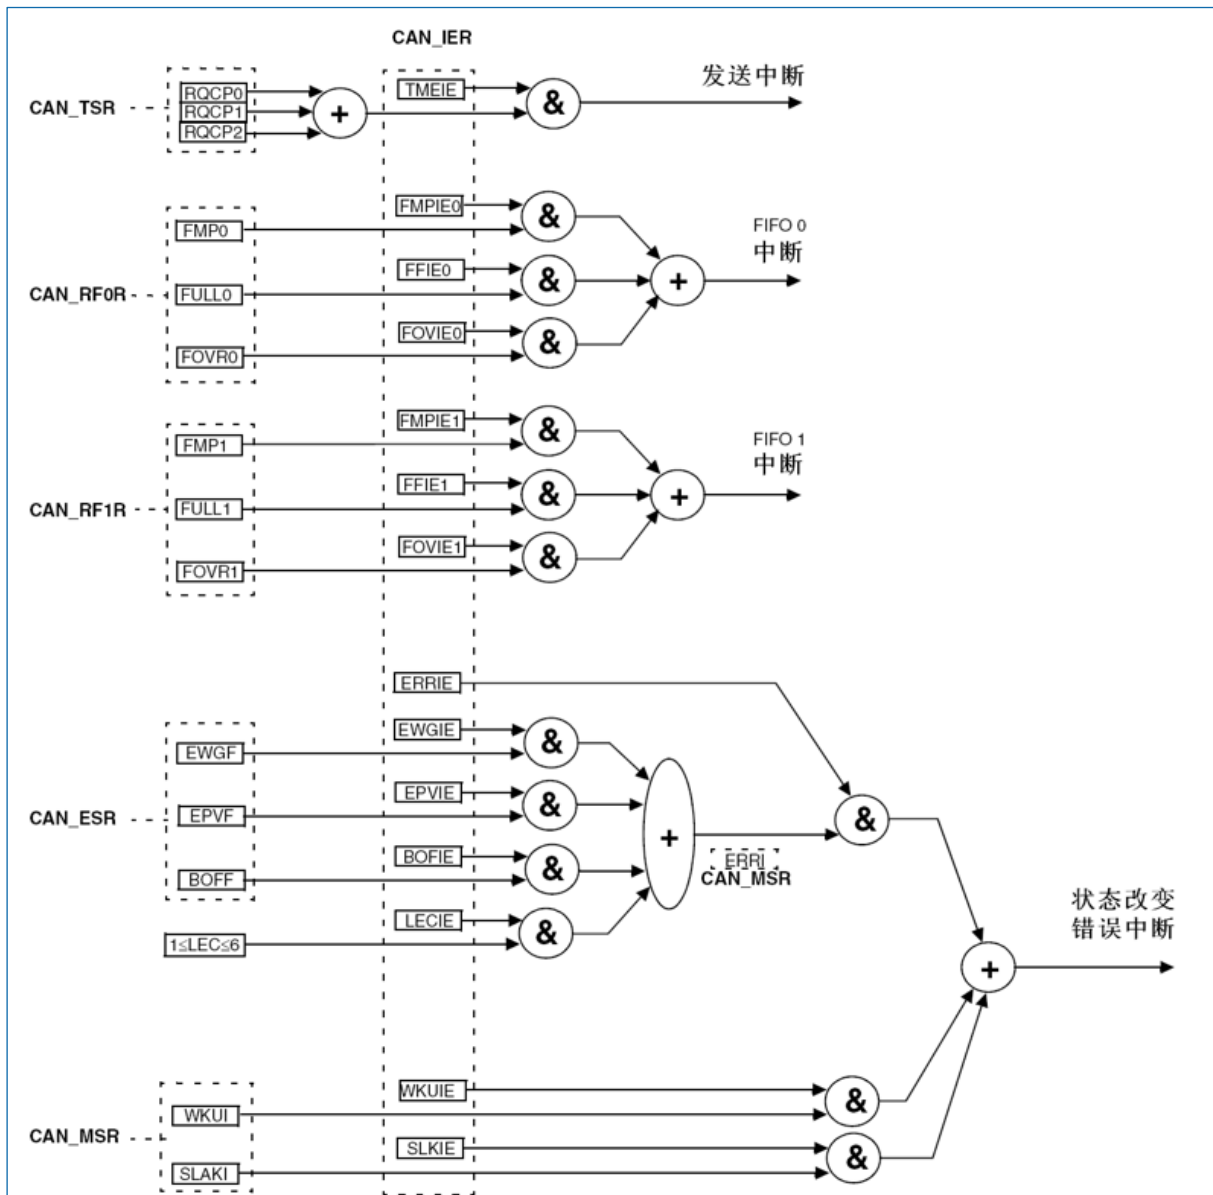 CAN_IER
发送中断
CAN_TSR
RQCP0
RQCP1
RQCP2
+
TMEIE
&
FMPIE0
&
FIFO 0
中断
FMP0
CAN_RF0R
FFIE0
&
+
FULL0
FOVIE0
&
FOVR0
FMPIE1
&
FIFO 1
中断
FMP1
CAN_RF1R
FFIE1
&
+
FULL1
FOVIE1
&
FOVR1
ERRIE
EWGIE
&
EWGF
CAN_ESR
EPVIE
&
EPVF
+
&
ERRI
CAN_MSR
BOFIE
&
BOFF
LECIE
&
1≤LEC≤6
状态改变
错误中断
+
WKUIE
&
WKUI
CAN_MSR
SLKIE
&
SLAKI